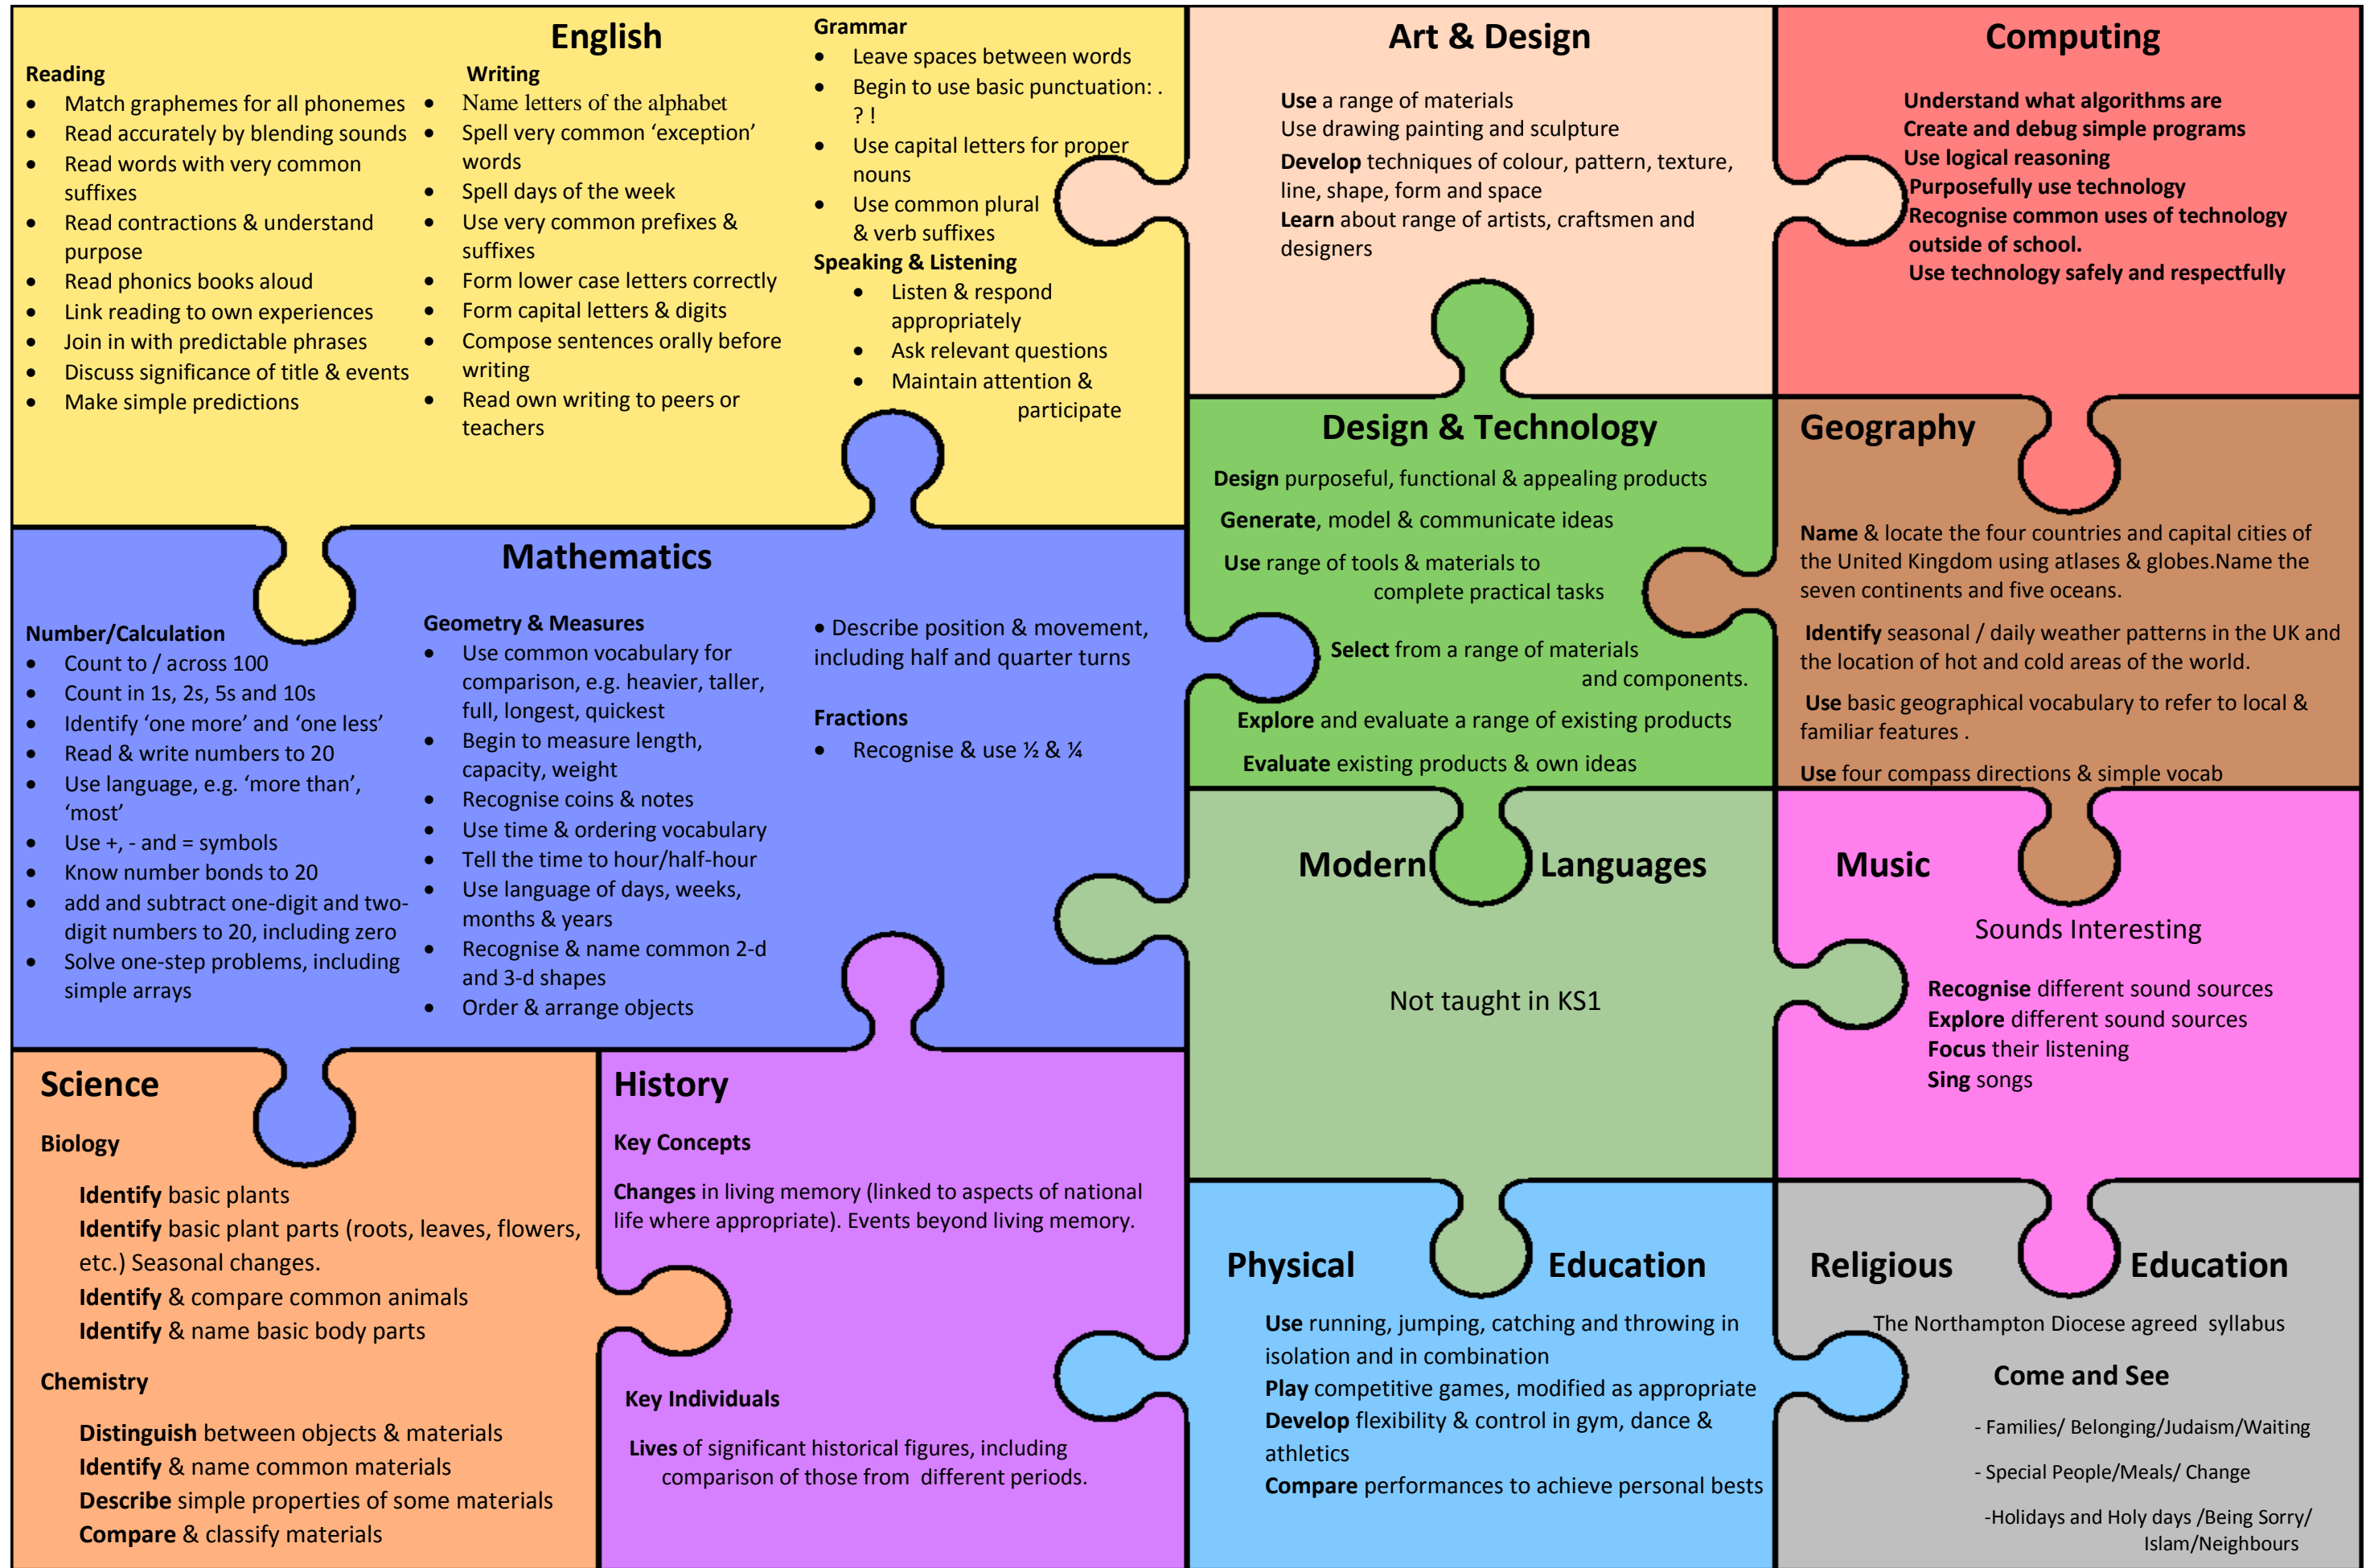 English
Reading
• Match graphemes for all phonemes
• Read accurately by blending sounds
• Read words with very common
suffixes
• Read contractions & understand
purpose
• Read phonics books aloud
• Link reading to own experiences
• Join in with predictable phrases
• Discuss significance of title & events
• Make simple predictions
Writing
• Name letters of the alphabet
• Spell very common ‘exception’
words
• Spell days of the week
• Use very common prefixes &
suffixes
• Form lower case letters correctly
• Form capital letters & digits
• Compose sentences orally before
writing
• Read own writing to peers or
teachers
Grammar
• Leave spaces between words
• Begin to use basic punctuation: .
? !
• Use capital letters for proper
nouns
• Use common plural
& verb suffixes
Speaking & Listening
• Listen & respond
appropriately
• Ask relevant questions
• Maintain attention &
participate
Art & Design
Use a range of materials
Use drawing painting and sculpture
Develop techniques of colour, pattern, texture,
line, shape, form and space
Learn about range of artists, craftsmen and
designers
Computing
Understand what algorithms are
Create and debug simple programs
Use logical reasoning
Purposefully use technology
Recognise common uses of technology
outside of school.
Use technology safely and respectfully
Mathematics
Number/Calculation
• Count to / across 100
• Count in 1s, 2s, 5s and 10s
• Identify ‘one more’ and ‘one less’
• Read & write numbers to 20
• Use language, e.g. ‘more than’,
‘most’
• Use +, - and = symbols
• Know number bonds to 20
• add and subtract one-digit and two-
digit numbers to 20, including zero
• Solve one-step problems, including
simple arrays
Geometry & Measures
• Use common vocabulary for
comparison, e.g. heavier, taller,
full, longest, quickest
• Begin to measure length,
capacity, weight
• Recognise coins & notes
• Use time & ordering vocabulary
• Tell the time to hour/half-hour
• Use language of days, weeks,
months & years
• Recognise & name common 2-d
and 3-d shapes
• Order & arrange objects
• Describe position & movement,
including half and quarter turns
Fractions
• Recognise & use ½ & ¼
Design & Technology
Design purposeful, functional & appealing products
Generate, model & communicate ideas
Use range of tools & materials to
complete practical tasks
Select from a range of materials
and components.
Explore and evaluate a range of existing products
Evaluate existing products & own ideas
Geography
Name & locate the four countries and capital cities of
the United Kingdom using atlases & globes.Name the
seven continents and five oceans.
Identify seasonal / daily weather patterns in the UK and
the location of hot and cold areas of the world.
Use basic geographical vocabulary to refer to local &
familiar features .
Use four compass directions & simple vocab
Modern Languages
Not taught in KS1
Music
Sounds Interesting
Recognise different sound sources
Explore different sound sources
Focus their listening
Sing songs
Science
Biology
Identify basic plants
Identify basic plant parts (roots, leaves, flowers,
etc.) Seasonal changes.
Identify & compare common animals
Identify & name basic body parts
Chemistry
Distinguish between objects & materials
Identify & name common materials
Describe simple properties of some materials
Compare & classify materials
History
Key Concepts
Changes in living memory (linked to aspects of national
life where appropriate). Events beyond living memory.
Key Individuals
Lives of significant historical figures, including
comparison of those from different periods.
Physical Education
Use running, jumping, catching and throwing in
isolation and in combination
Play competitive games, modified as appropriate
Develop flexibility & control in gym, dance &
athletics
Compare performances to achieve personal bests
Religious Education
The Northampton Diocese agreed syllabus
Come and See
- Families/ Belonging/Judaism/Waiting
- Special People/Meals/ Change
-Holidays and Holy days /Being Sorry/
Islam/Neighbours